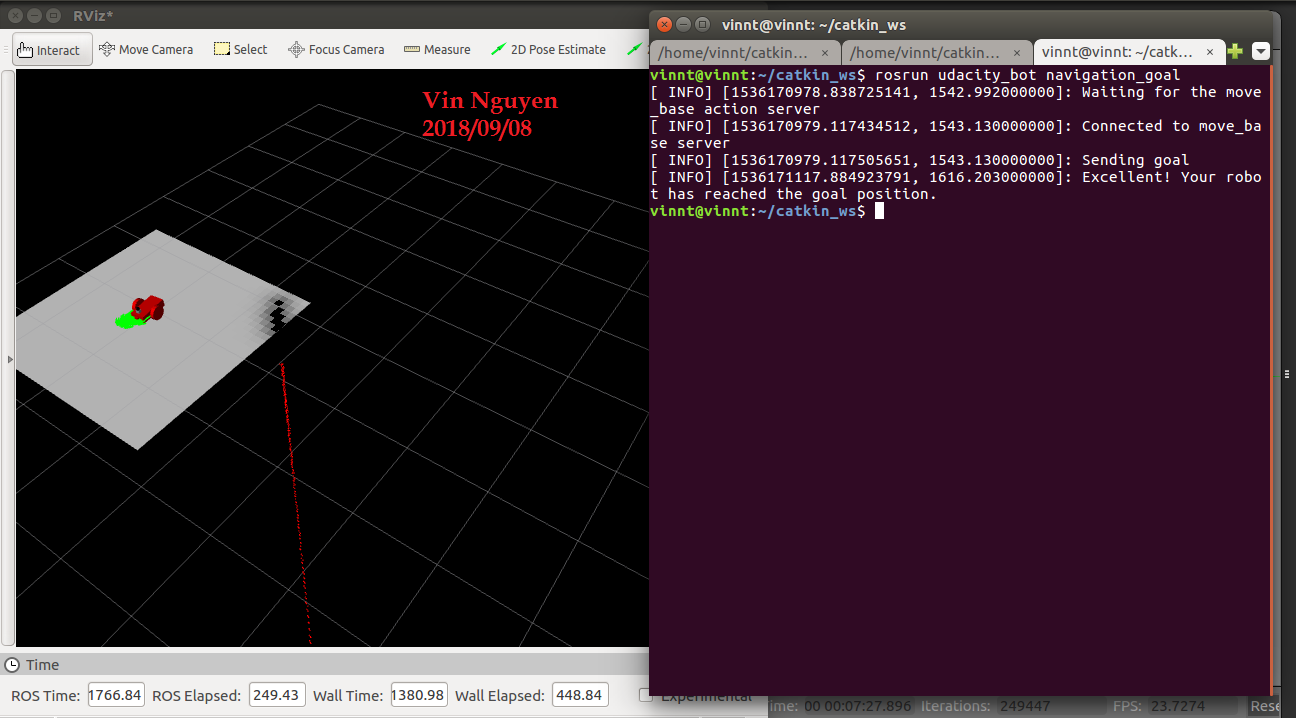 RViz*
Interact Move Camera Select Focus Camera Measure 2D Pose Estimate
Vin Nguyen
2018/09/08
Time
ROS Time: 1766.84 ROS Elapsed: 249.43 Wall Time: 1380.98 Wall Elapsed: 448.84 Experimental
vinnt@vinnt: ~/catkin_ws
/home/vinnt/catkin... × /home/vinnt/catkin... × vinnt@vinnt: ~/catk... ×
vinnt@vinnt:~/catkin_ws$ rosrun udacity_bot navigation_goal
[ INFO] [1536170978.838725141, 1542.992000000]: Waiting for the move
_base action server
[ INFO] [1536170979.117434512, 1543.130000000]: Connected to move_ba
se server
[ INFO] [1536170979.117505651, 1543.130000000]: Sending goal
[ INFO] [1536171117.884923791, 1616.203000000]: Excellent! Your robo
t has reached the goal position.
vinnt@vinnt:~/catkin_ws$
ime: 00 00:07:27.896 Iterations: 249447 FPS: 23.7274 Rese